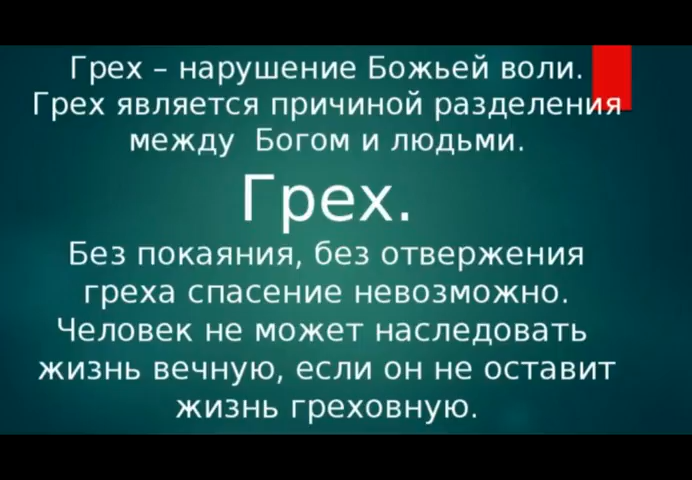 Грех – нарушение Божьей воли.
Грех является причиной разделения
между Богом и людьми.
Грех.
Без покаяния, без отвержения
греха спасение невозможно.
Человек не может наследовать
жизнь вечную, если он не оставит
жизнь греховную.